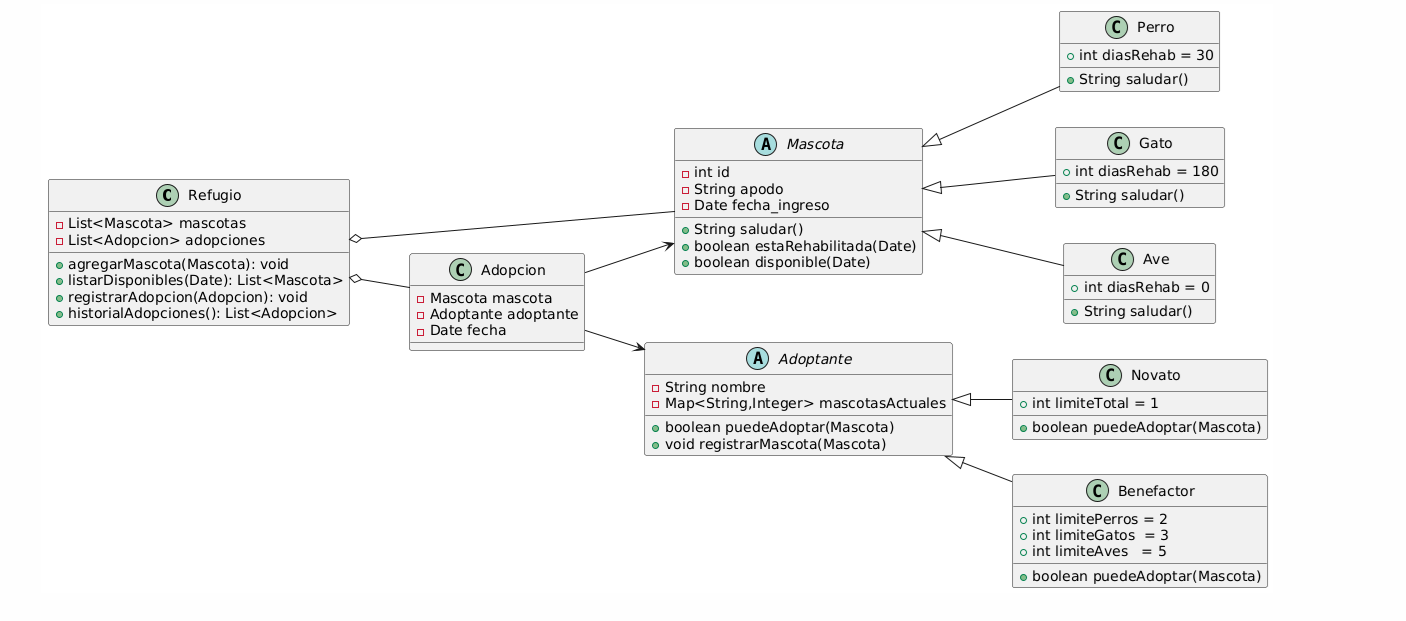 C Refugio
List<Mascota> mascotas
List<Adopcion> adopciones
agregarMascota(Mascota): void
listarDisponibles(Date): List<Mascota>
registrarAdopcion(Adopcion): void
historialAdopciones(): List<Adopcion>
C Adopcion
Mascota mascota
Adoptante adoptante
Date fecha
A Mascota
int id
String apodo
Date fecha_ingreso
String saludar()
boolean estaRehabilitada(Date)
boolean disponible(Date)
A Adoptante
String nombre
Map<String,Integer> mascotasActuales
boolean puedeAdoptar(Mascota)
void registrarMascota(Mascota)
C Perro
int diasRehab = 30
String saludar()
C Gato
int diasRehab = 180
String saludar()
C Ave
int diasRehab = 0
String saludar()
C Novato
int limiteTotal = 1
boolean puedeAdoptar(Mascota)
C Benefactor
int limitePerros = 2
int limiteGatos = 3
int limiteAves = 5
boolean puedeAdoptar(Mascota)